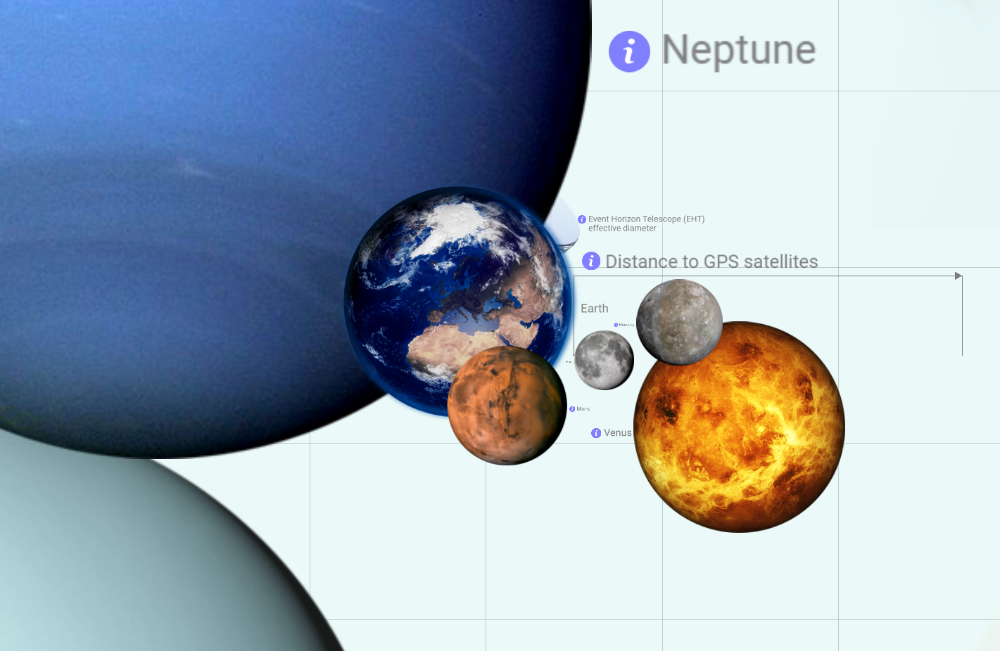 Neptune
Event Horizon Telescope (EHT)
effective diameter
Distance to GPS satellites
Earth
Mercury
Mars
Venus